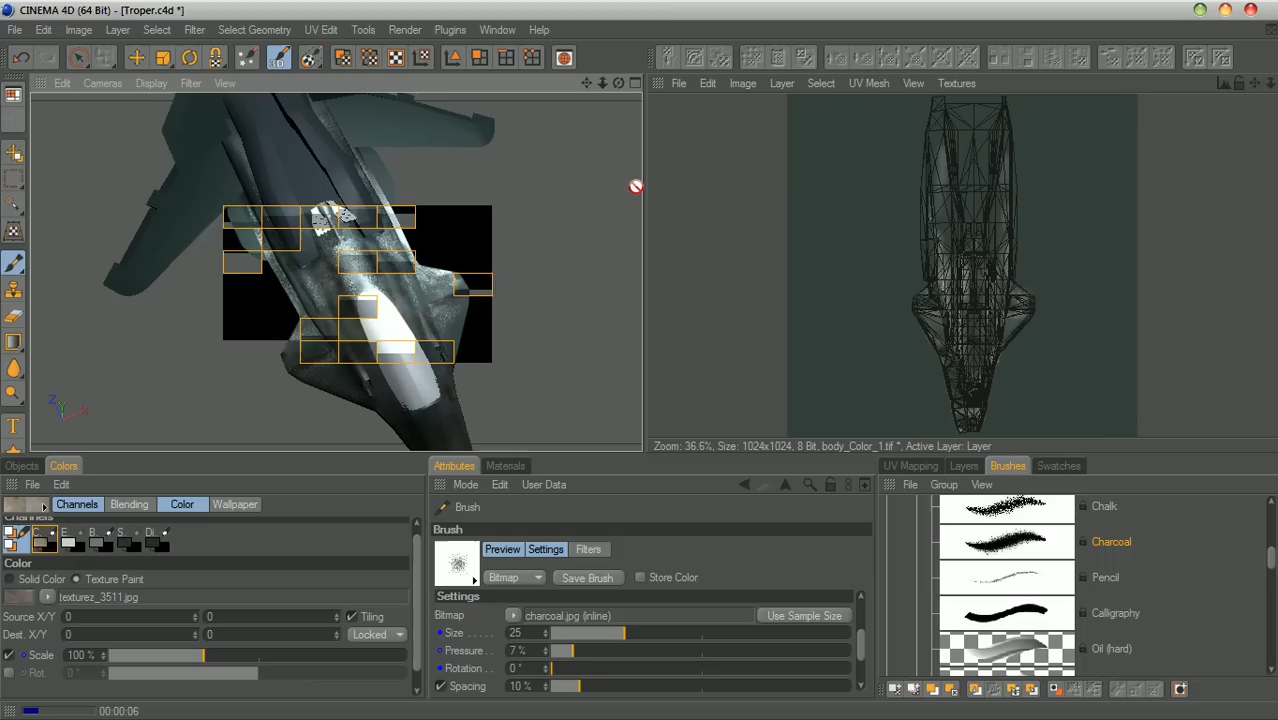 CINEMA 4D (64 Bit) - [Troper.c4d *]
File Edit Image Layer Select Filter Select Geometry UV Edit Tools Render Plugins Window Help
3D
Edit Cameras Display Filter View
File Edit Image Layer Select UV Mesh View Textures
Z Y X
T
Zoom: 36.6%, Size: 1024x1024, 8 Bit, body_Color_1.tif *, Active Layer: Layer
Objects Colors
Attributes Materials
UV Mapping Layers Brushes Swatches
File Edit
Mode Edit User Data
File Group View
Channels Blending Color Wallpaper
Brush
Chalk
Channels
Brush
C.. E.. B.. S.. Di..
Preview Settings Filters
Charcoal
Color
Bitmap Save Brush Store Color
Pencil
Solid Color Texture Paint
texturez_3511.jpg
Settings
Source X/Y 0 0 Tiling
Bitmap charcoal.jpg (inline) Use Sample Size
Calligraphy
Dest. X/Y 0 0 Locked
Size . . . . . 25
Scale 100 %
Pressure. . 7 %
Oil (hard)
Rot. 0 °
Rotation . . 0 °
Spacing 10 %
00:00:06